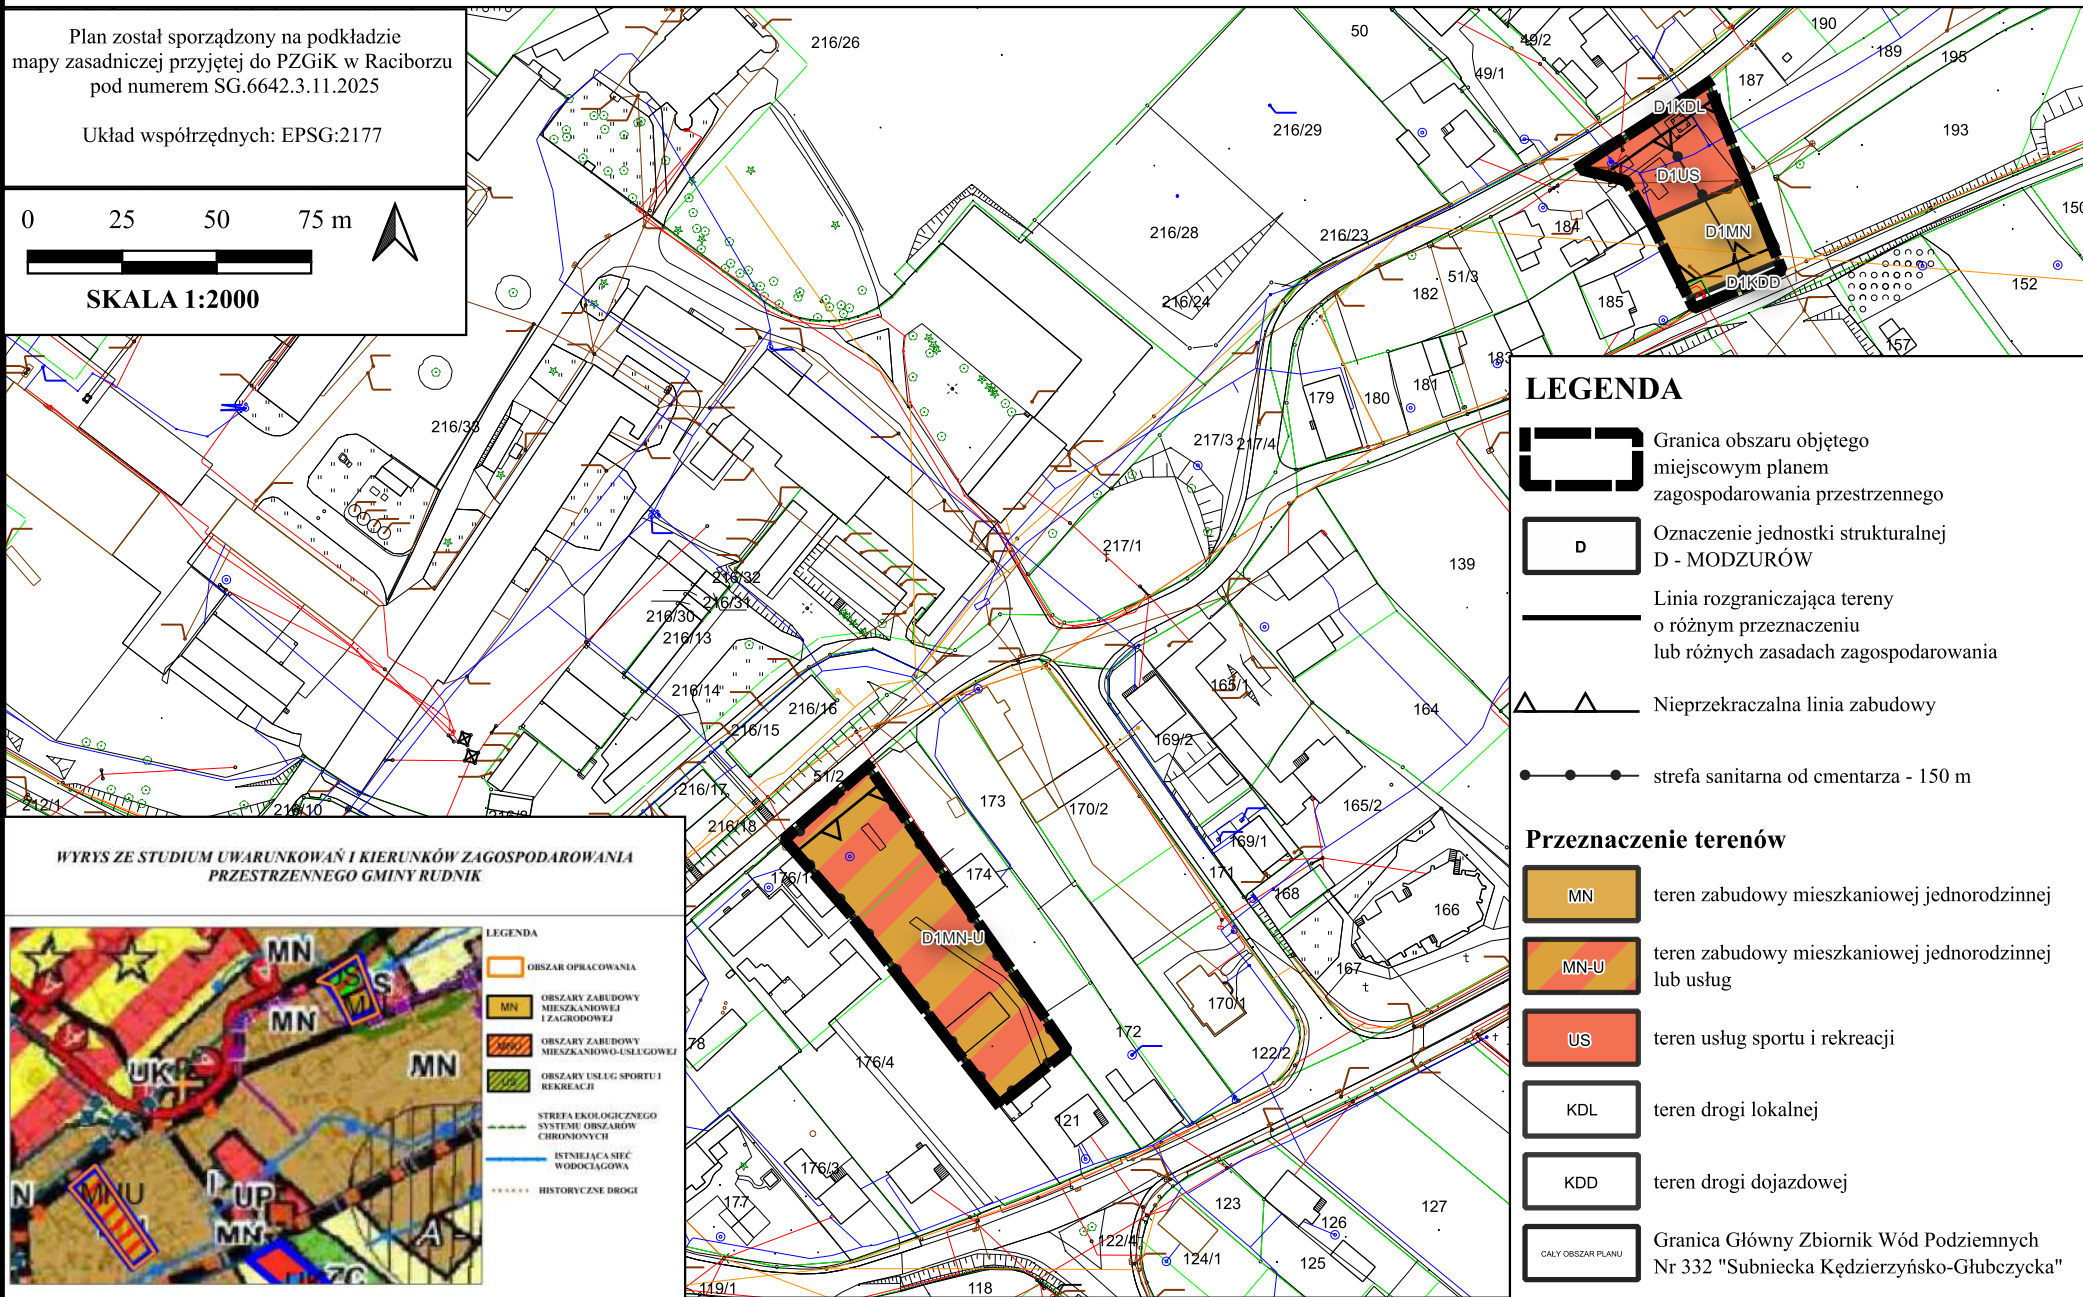 Plan został sporządzony na podkładzie
mapy zasadniczej przyjętej do PZGiK w Raciborzu
pod numerem SG.6642.3.11.2025
Układ współrzędnych: EPSG:2177
0 25 50 75 m
SKALA 1:2000
216/26
50
49/2
49/1
190
189
195
187
193
216/29
216/28
216/24
216/23
184
185
182
51/3
181
183
179
180
150
152
157
D1KDL
D1US
D1MN
D1KDD
216/33
217/3
217/4
217/1
139
216/32
216/31
216/30
216/13
216/14
216/15
216/16
216/17
216/18
51/2
212/1
216/10
165/1
164
169/2
165/2
169/1
171
168
166
167
173
170/2
174
176/1
D1MN-U
170/1
172
122/2
176/4
78
121
176/3
177
123
126
127
122/4
124/1
125
119/1
118
LEGENDA
Granica obszaru objętego
miejscowym planem
zagospodarowania przestrzennego
D
Oznaczenie jednostki strukturalnej
D - MODZURÓW
Linia rozgraniczająca tereny
o różnym przeznaczeniu
lub różnych zasadach zagospodarowania
Nieprzekraczalna linia zabudowy
strefa sanitarna od cmentarza - 150 m
Przeznaczenie terenów
MN
teren zabudowy mieszkaniowej jednorodzinnej
MN-U
teren zabudowy mieszkaniowej jednorodzinnej
lub usług
US
teren usług sportu i rekreacji
KDL
teren drogi lokalnej
KDD
teren drogi dojazdowej
CAŁY OBSZAR PLANU
Granica Główny Zbiornik Wód Podziemnych
Nr 332 "Subniecka Kędzierzyńsko-Głubczycka"
WYRYS ZE STUDIUM UWARUNKOWAŃ I KIERUNKÓW ZAGOSPODAROWANIA
PRZESTRZENNEGO GMINY RUDNIK
MN
MN
MN
UK
MNU
UP
MN
ZC
A
LEGENDA
OBSZAR OPRACOWANIA
MN
OBSZARY ZABUDOWY
MIESZKANIOWEJ
I ZAGRODOWEJ
MNU
OBSZARY ZABUDOWY
MIESZKANIOWO-USŁUGOWEJ
US
OBSZARY USŁUG SPORTU I
REKREACJI
STREFA EKOLOGICZNEGO
SYSTEMU OBSZARÓW
CHRONIONYCH
ISTNIEJĄCA SIEĆ
WODOCIĄGOWA
HISTORYCZNE DROGI